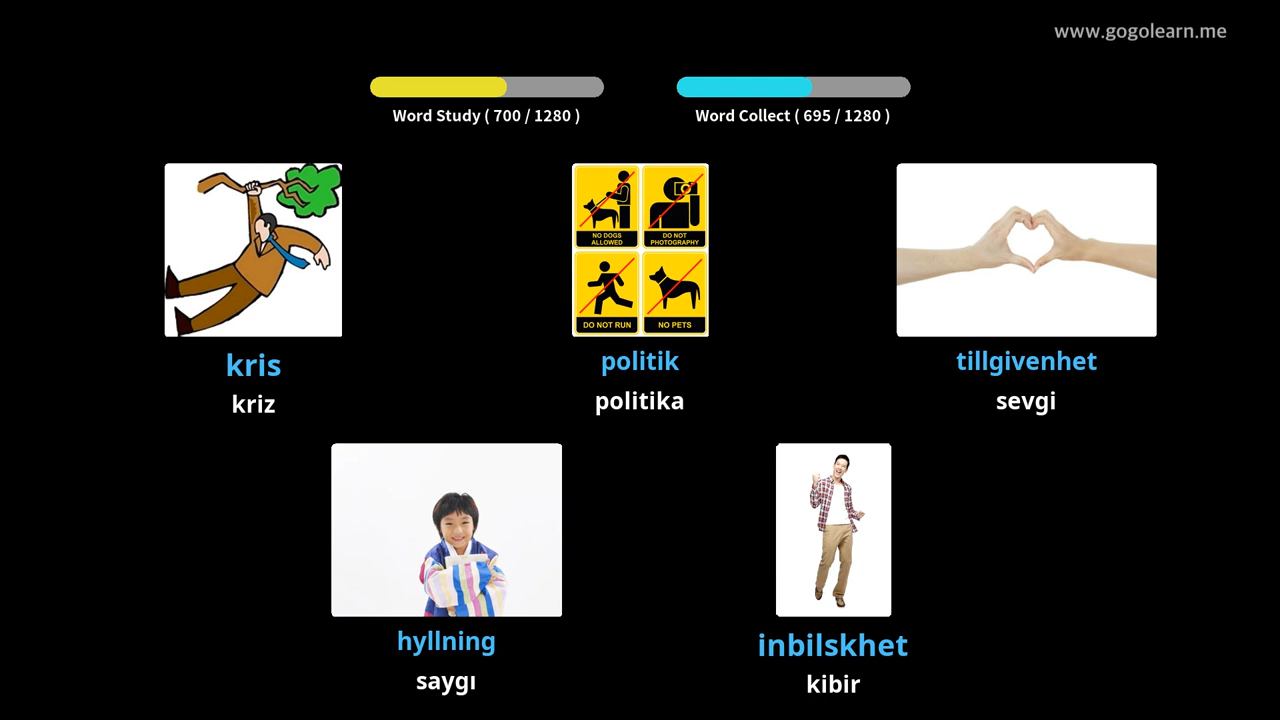 www.gogolearn.me
Word Study ( 700 / 1280 )
Word Collect ( 695 / 1280 )
NO DOGS
ALLOWED
DO NOT
PHOTOGRAPHY
DO NOT RUN
NO PETS
kris
politik
tillgivenhet
kriz
politika
sevgi
hyllning
inbilskhet
saygı
kibir